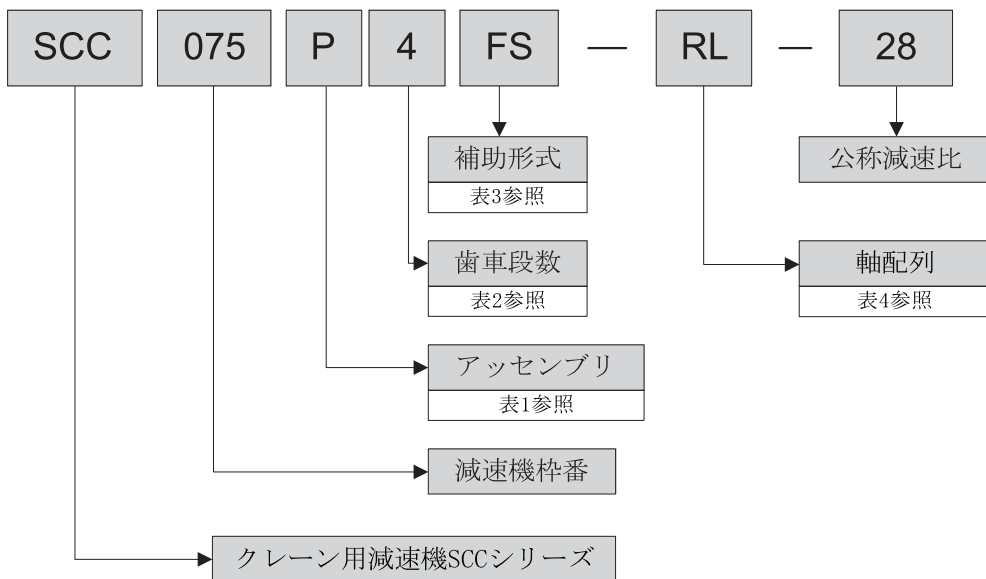 SCC 075 P 4 FS — RL — 28
補助形式
表3参照
公称減速比
歯車段数
表2参照
軸配列
表4参照
アッセンブリ
表1参照
減速機枠番
クレーン用減速機SCCシリーズ